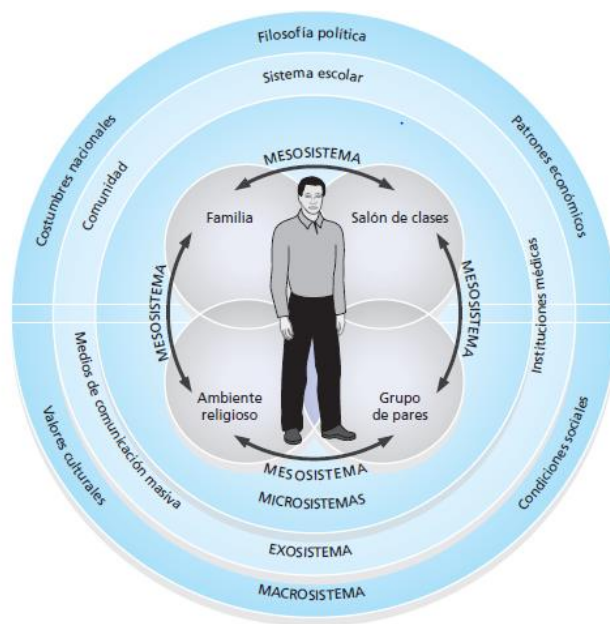 Filosofía política
Sistema escolar
Costumbres nacionales
Comunidad
Patrones económicos
MESOSISTEMA
Familia
Salón de clases
MESOSISTEMA
MESOSISTEMA
Instituciones médicas
Ambiente
religioso
Grupo
de pares
Medios de comunicación masiva
Valores culturales
Condiciones sociales
MESOSISTEMA
MICROSISTEMAS
EXOSISTEMA
MACROSISTEMA